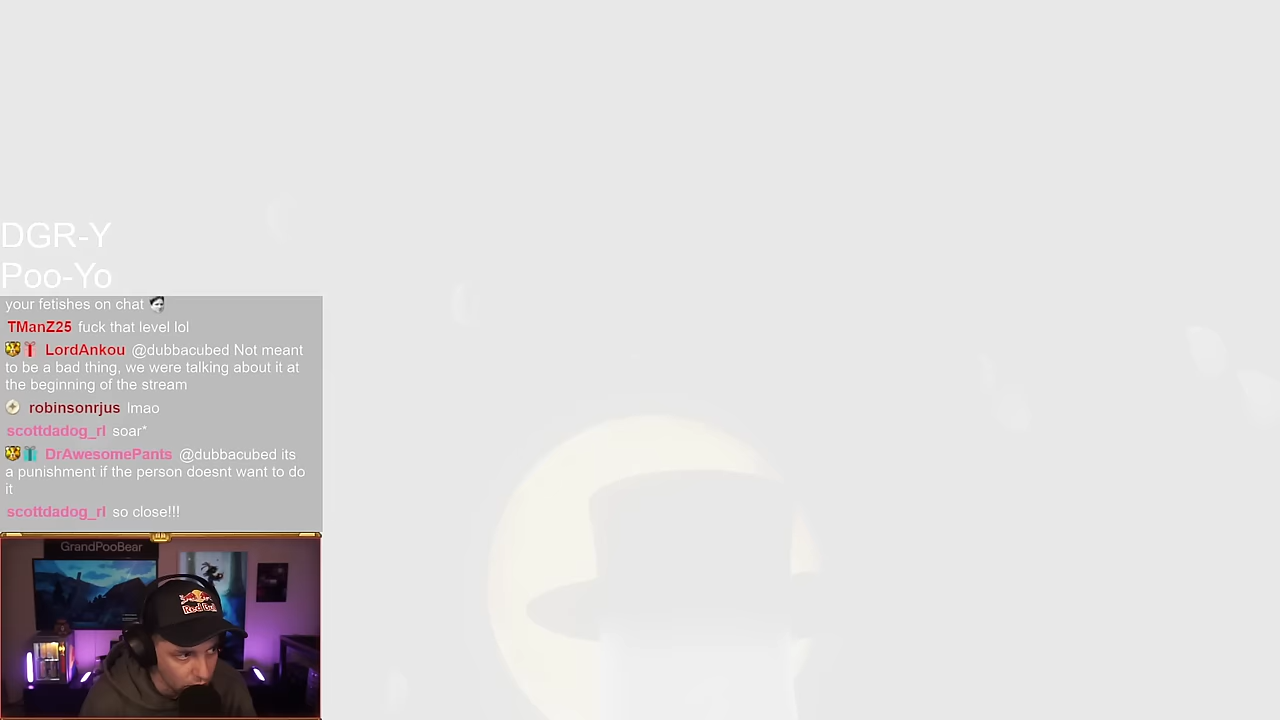 DGR-Y
Poo-Yo
your fetishes on chat
TManZ25 fuck that level lol
LordAnkou @dubbacubed Not meant
to be a bad thing, we were talking about it at
the beginning of the stream
robinsonrjus lmao
scottdadog_rl soar*
DrAwesomePants @dubbacubed its
a punishment if the person doesnt want to do
it
scottdadog_rl so close!!!
GrandPooBear
Red Bull